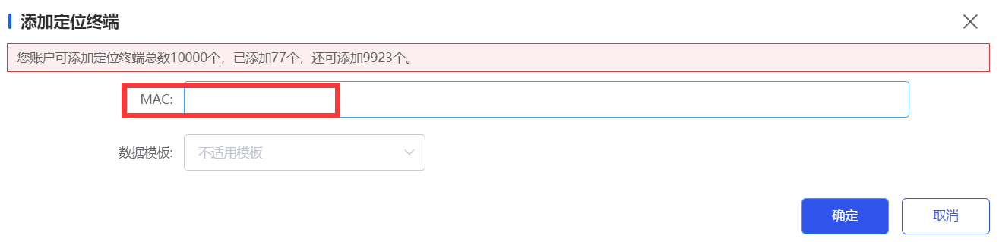 添加定位终端
您账户可添加定位终端总数10000个，已添加77个，还可添加9923个。
MAC:
数据模板: 不适用模板
确定 取消